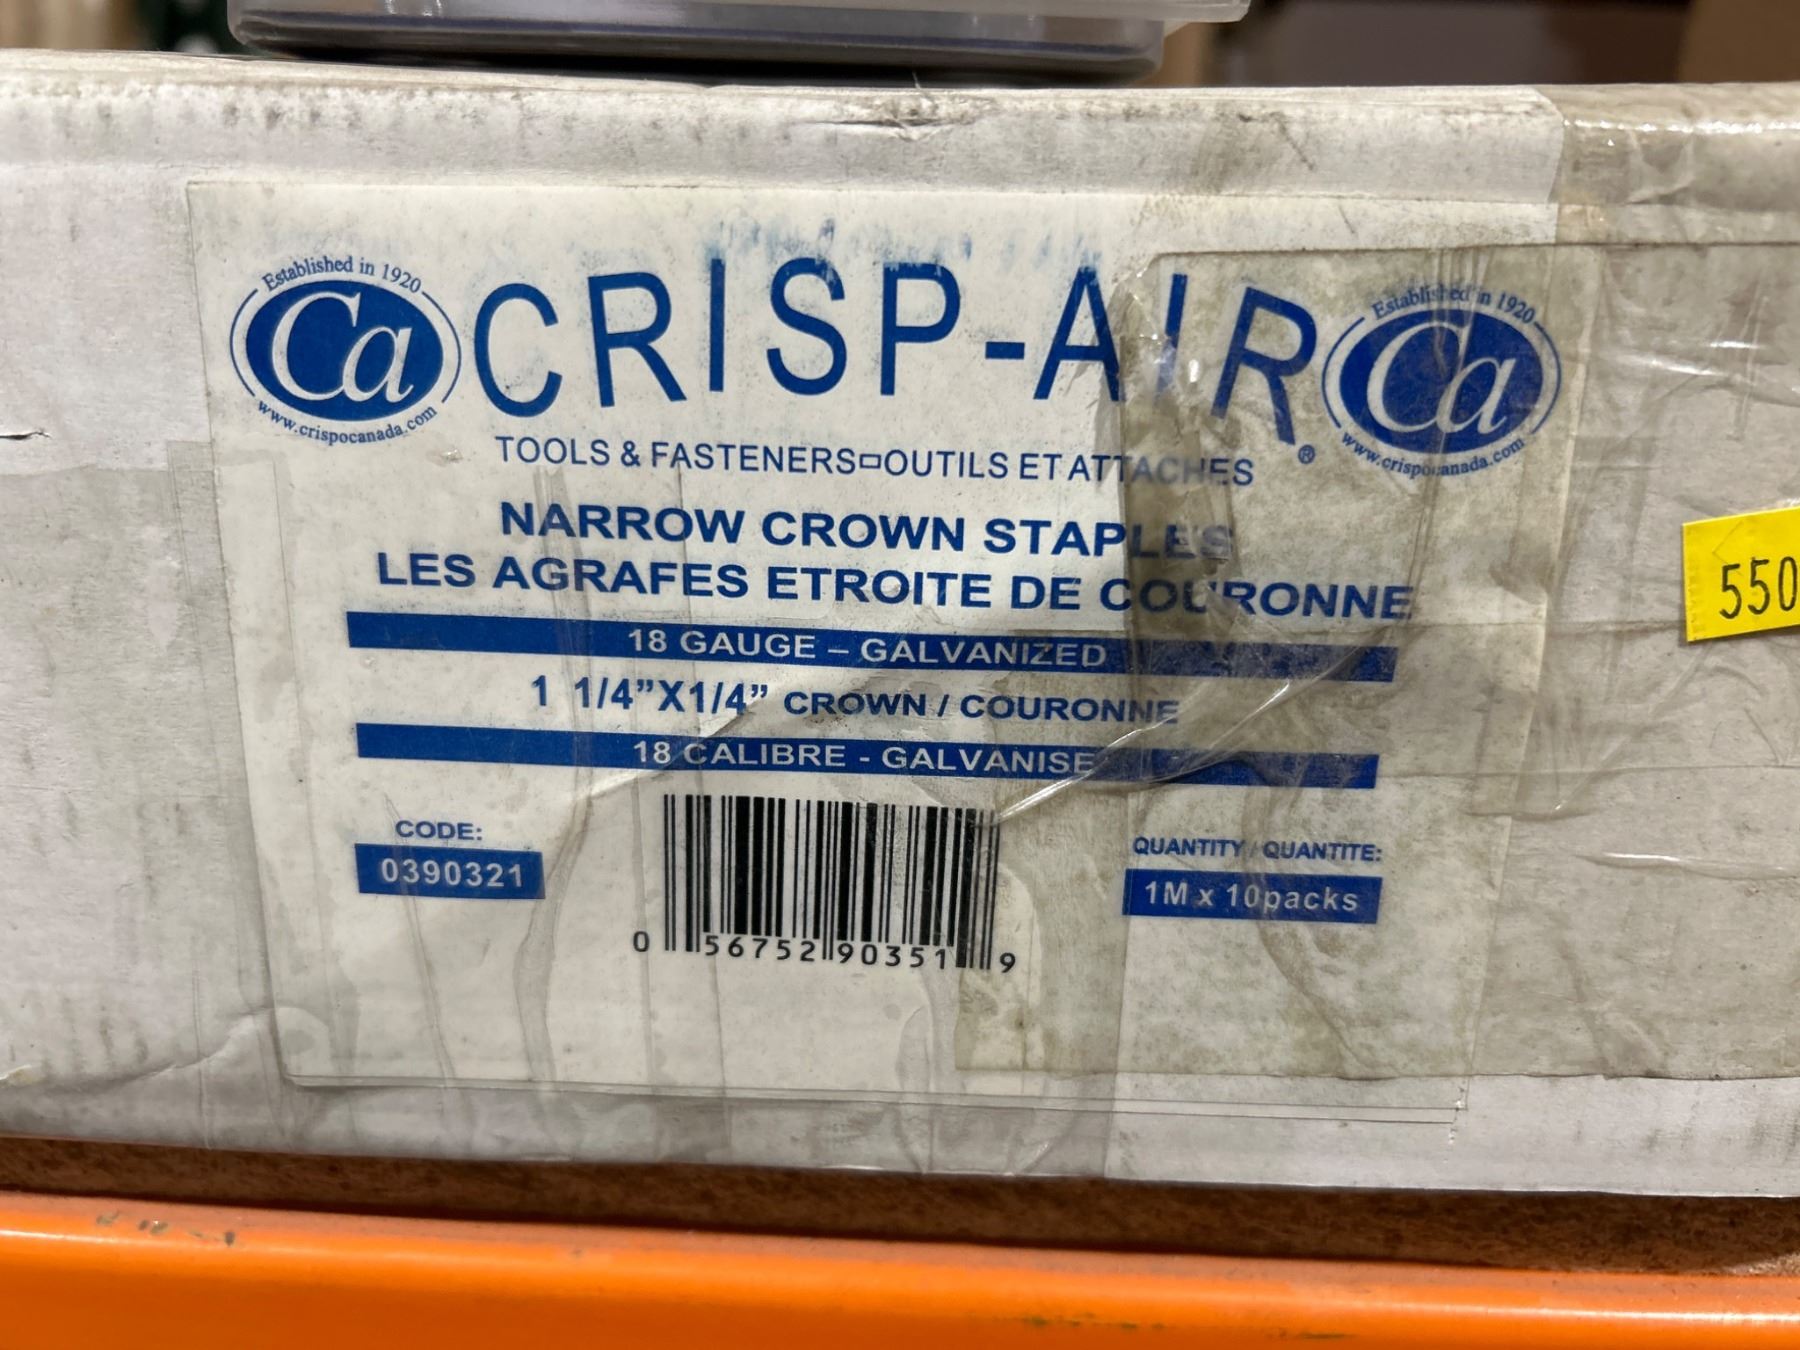 Established in 1920
Ca
www.crispocanada.com
CRISP-AIR®
Established in 1920
Ca
www.crispocanada.com
TOOLS & FASTENERS▭OUTILS ET ATTACHES
NARROW CROWN STAPLES
LES AGRAFES ETROITE DE COURONNE
18 GAUGE – GALVANIZED
1 1/4”X1/4” CROWN / COURONNE
18 CALIBRE - GALVANISE
CODE:
0390321
0 56752 90351 9
QUANTITY / QUANTITE:
1M x 10packs
550